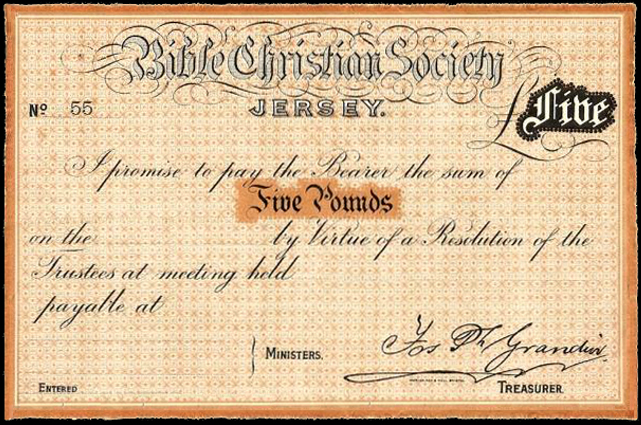 Bible Christian Society
JERSEY.
Nº 55
£ Five
I promise to pay the Bearer the sum of
Five Pounds
on the by Virtue of a Resolution of the
Trustees at meeting held
payable at
MINISTERS.
Jos Ph Grandin
ENTERED
TREASURER.